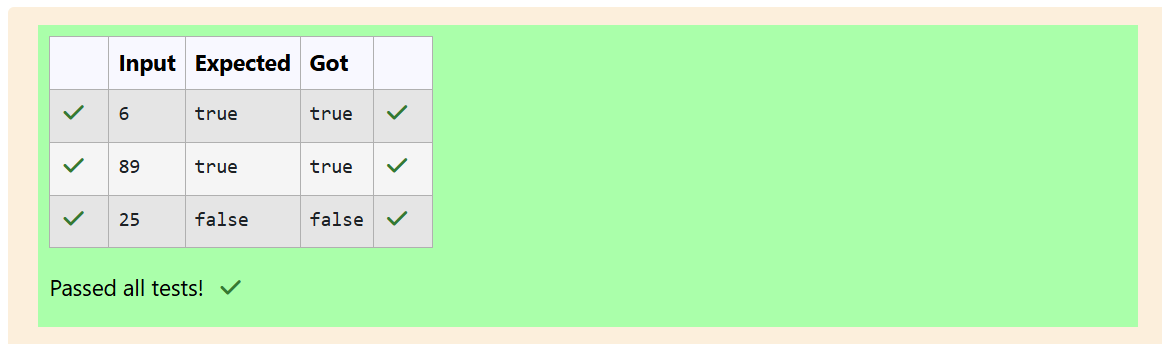 Input Expected Got
6 true true
89 true true
25 false false
Passed all tests!